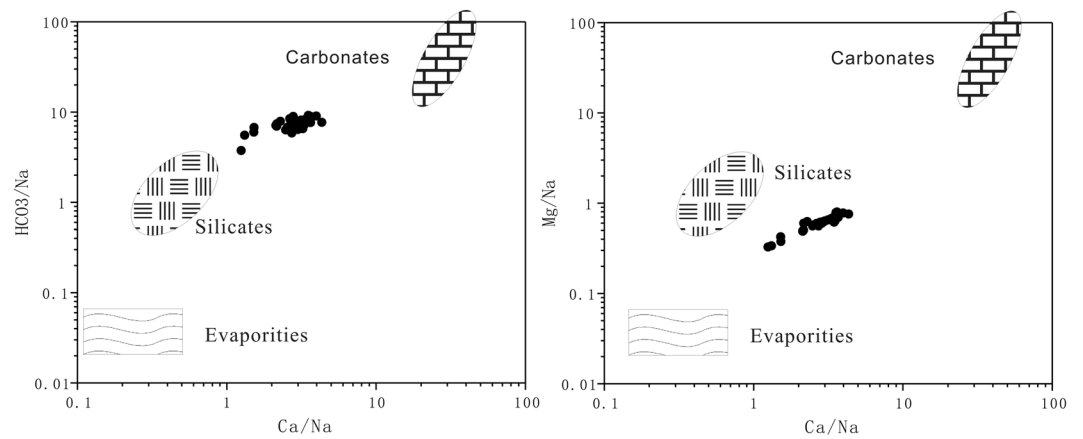 100
10
1
0.1
0.01
HCO3/Na
Carbonates
Silicates
Evaporities
0.1
1
10
100
Ca/Na
100
10
1
0.1
0.01
Mg/Na
Carbonates
Silicates
Evaporities
0.1
1
10
100
Ca/Na